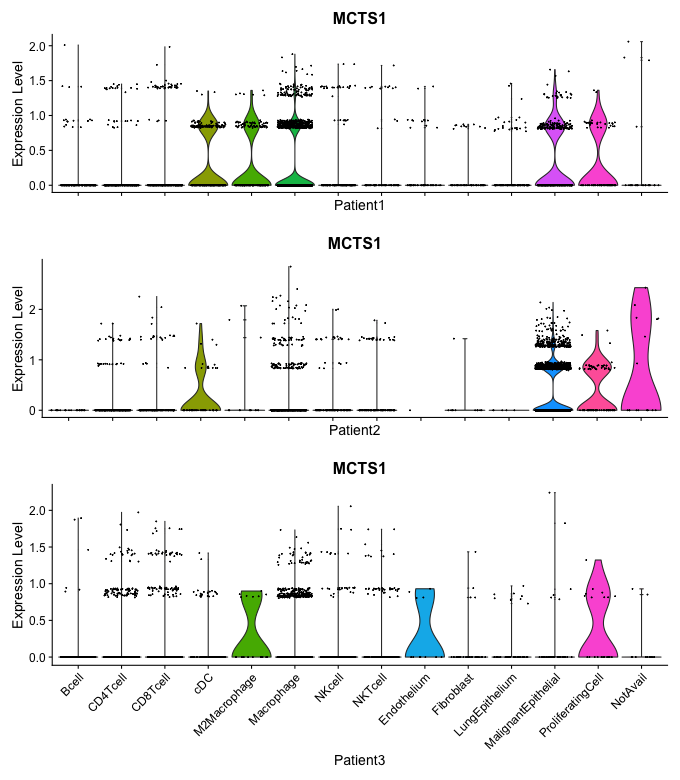 MCTS1
Expression Level
2.0
1.5
1.0
0.5
0.0
Patient1
MCTS1
Expression Level
2
1
0
Patient2
MCTS1
Expression Level
2.0
1.5
1.0
0.5
0.0
Bcell
CD4Tcell
CD8Tcell
cDC
M2Macrophage
Macrophage
NKcell
NKTcell
Endothelium
Fibroblast
LungEpithelium
MalignantEpithelial
ProliferatingCell
NotAvail
Patient3